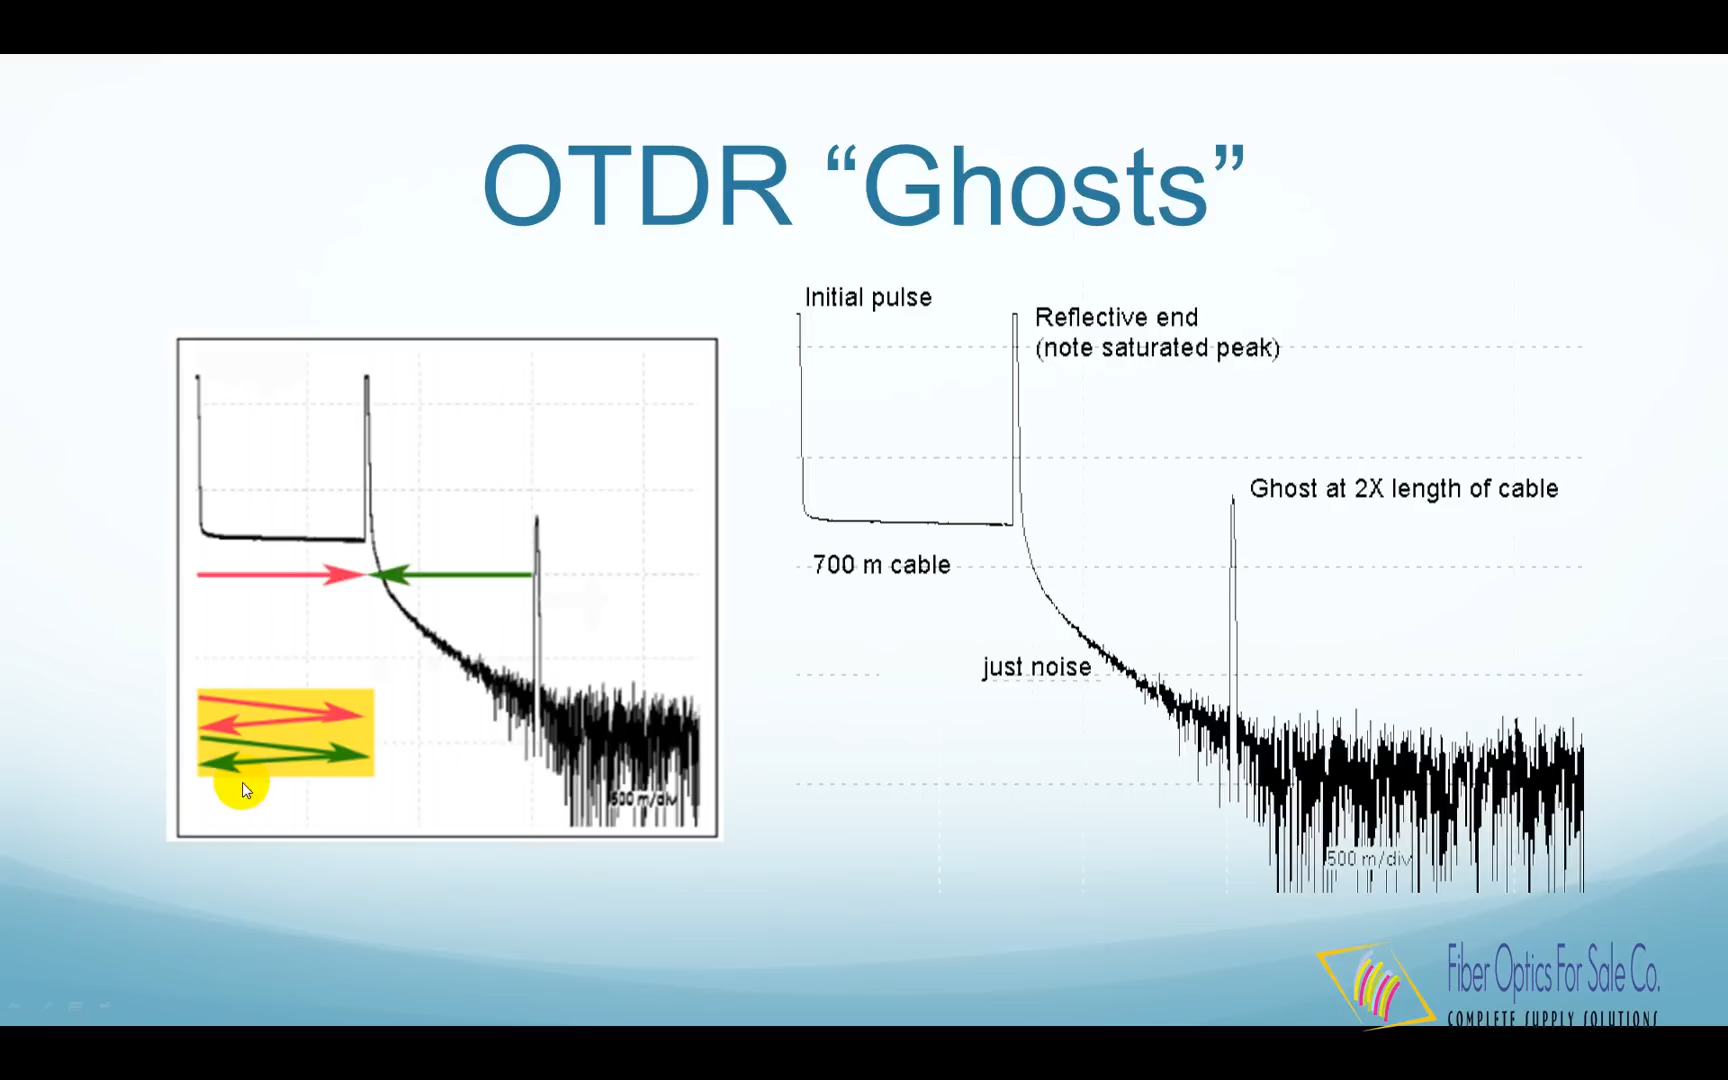 OTDR “Ghosts”
500 m/div
Initial pulse
Reflective end
(note saturated peak)
Ghost at 2X length of cable
700 m cable
just noise
500 m/div
Fiber Optics For Sale Co.
COMPLETE SUPPLY SOLUTIONS